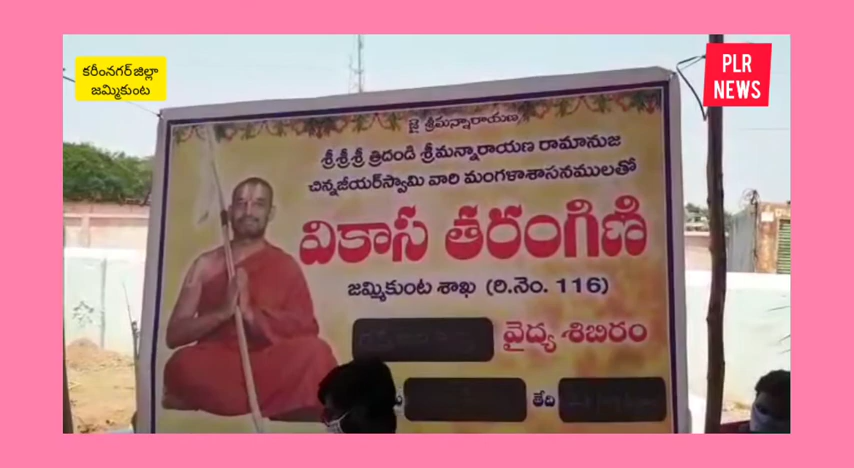 కరీంనగర్ జిల్లా
జమ్మికుంట
PLR
NEWS
జై శ్రీమన్నారాయణ
శ్రీశ్రీశ్రీ త్రిదండి శ్రీమన్నారాయణ రామానుజ
చిన్నజీయర్‌స్వామి వారి మంగళాశాసనములతో
వికాస తరంగిణి
జమ్మికుంట శాఖ (రి.నెం. 116)
వైద్య శిబిరం
తేది